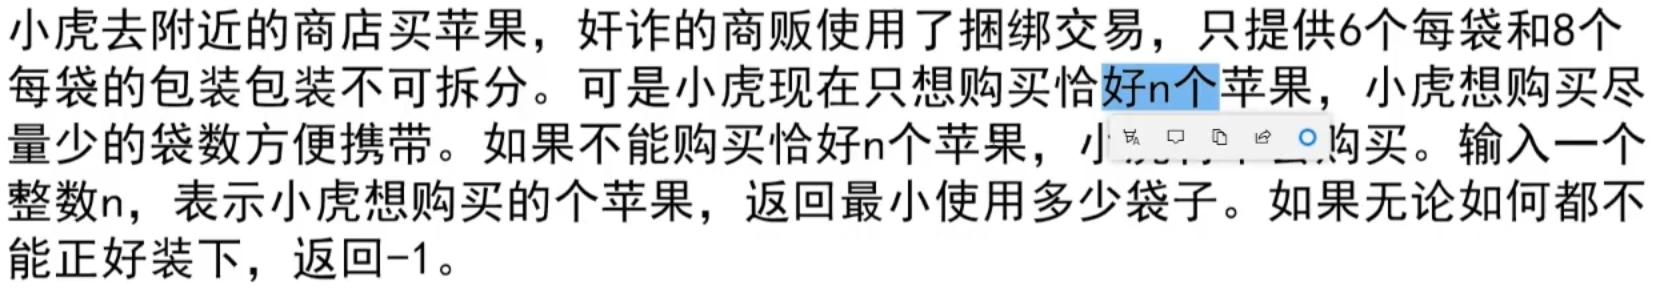 小虎去附近的商店买苹果，奸诈的商贩使用了捆绑交易，只提供6个每袋和8个
每袋的包装包装不可拆分。可是小虎现在只想购买恰好n个苹果，小虎想购买尽
量少的袋数方便携带。如果不能购买恰好n个苹果，小购买。输入一个
整数n，表示小虎想购买的个苹果，返回最小使用多少袋子。如果无论如何都不
能正好装下，返回-1。